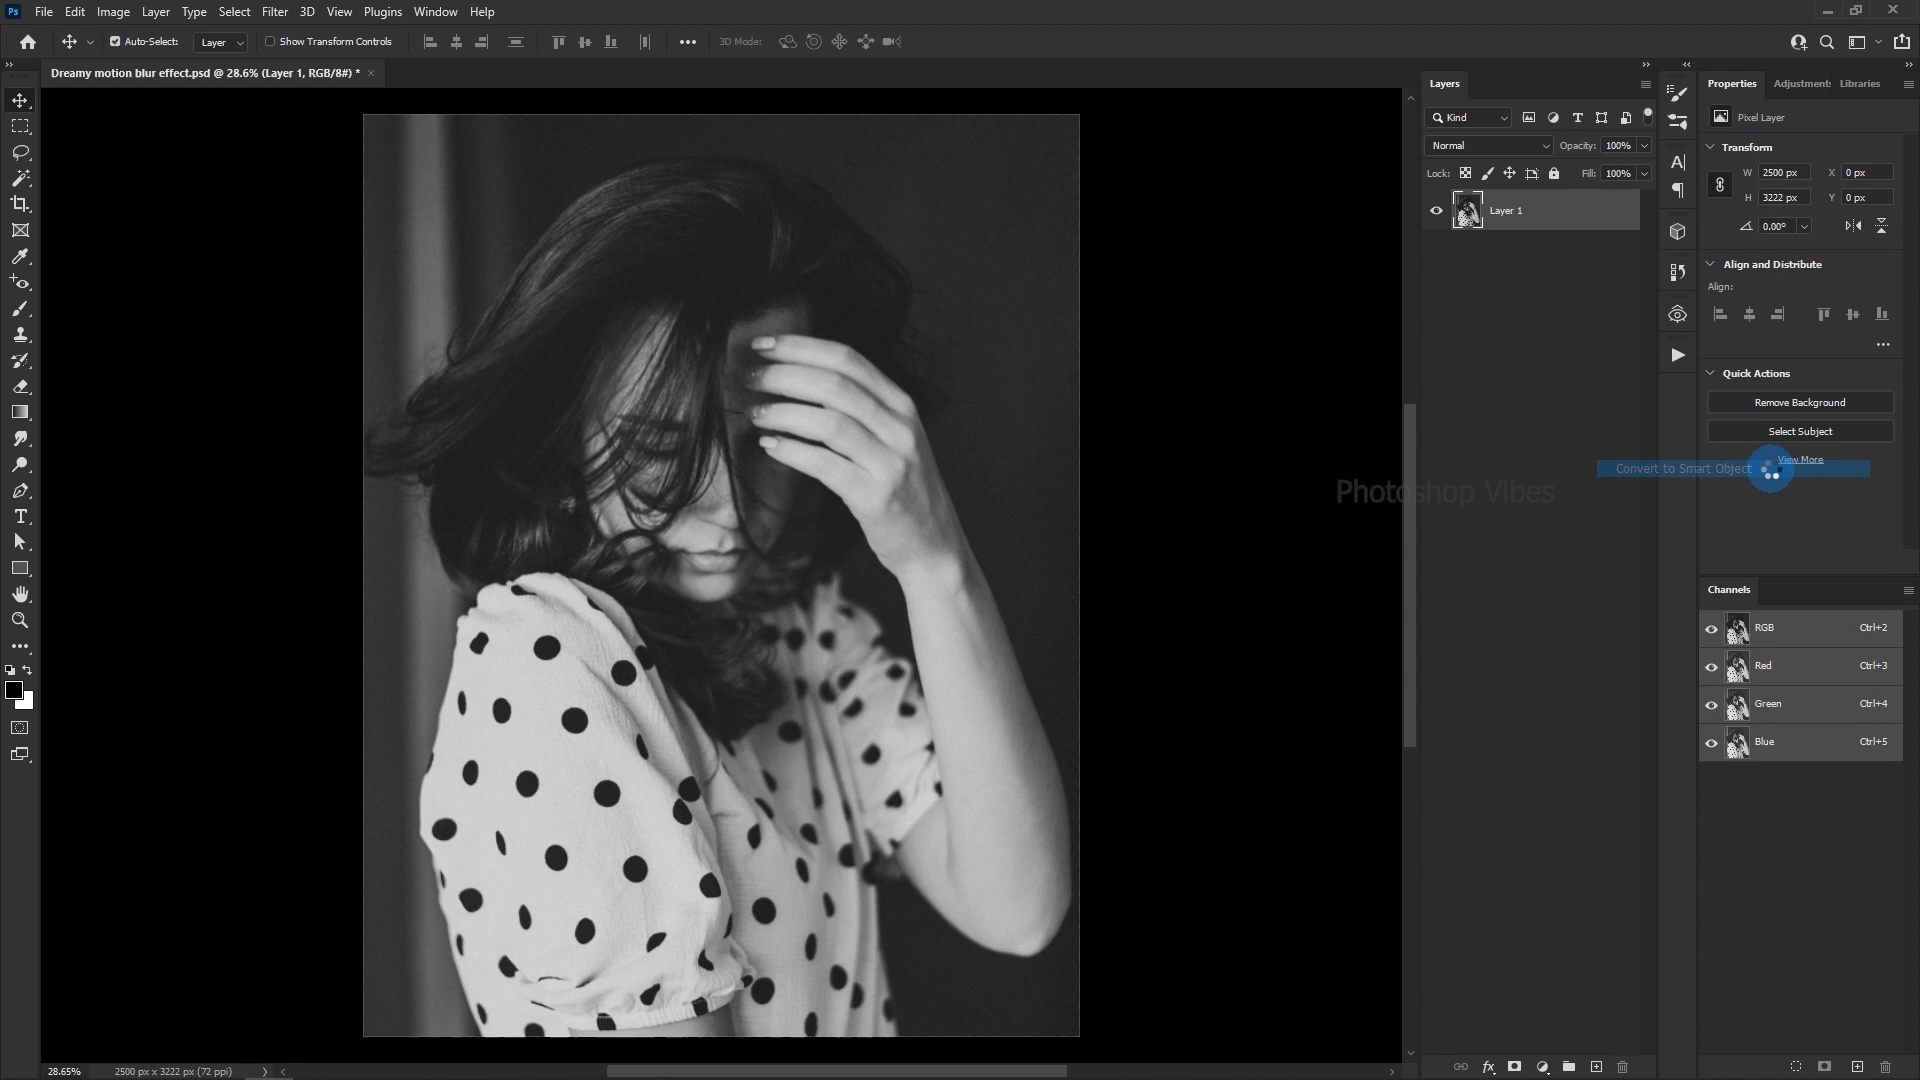 Ps File Edit Image Layer Type Select Filter 3D View Plugins Window Help
Auto-Select: Layer Show Transform Controls 3D Mode:
Dreamy motion blur effect.psd @ 28.6% (Layer 1, RGB/8#) *
Layers
Kind
Normal Opacity: 100%
Lock: Fill: 100%
Layer 1
Properties Adjustments Libraries
Pixel Layer
Transform
W 2500 px X 0 px
H 3222 px Y 0 px
0.00°
Align and Distribute
Align:
Quick Actions
Remove Background
Select Subject
View More
Convert to Smart Object
Photoshop Vibes
Channels
RGB Ctrl+2
Red Ctrl+3
Green Ctrl+4
Blue Ctrl+5
28.65% 2500 px x 3222 px (72 ppi)